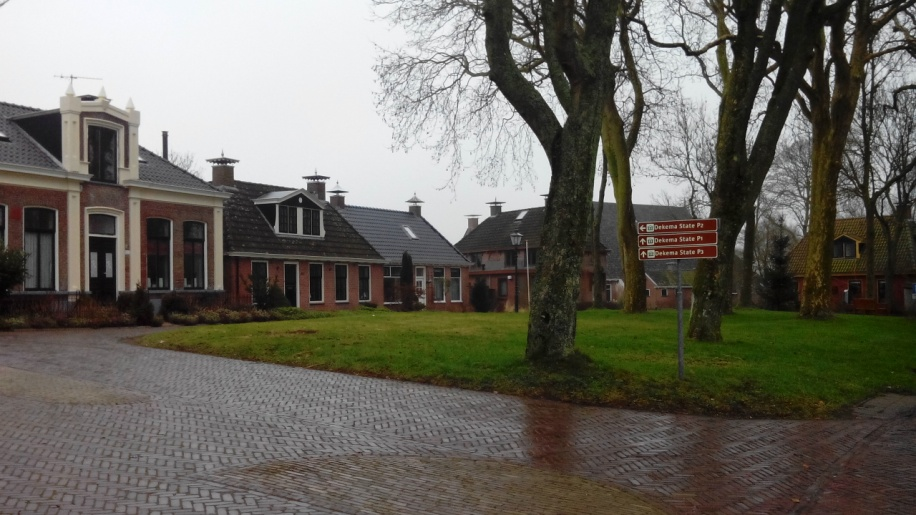 Dekema State P2
Dekema State P1
Dekema State P3